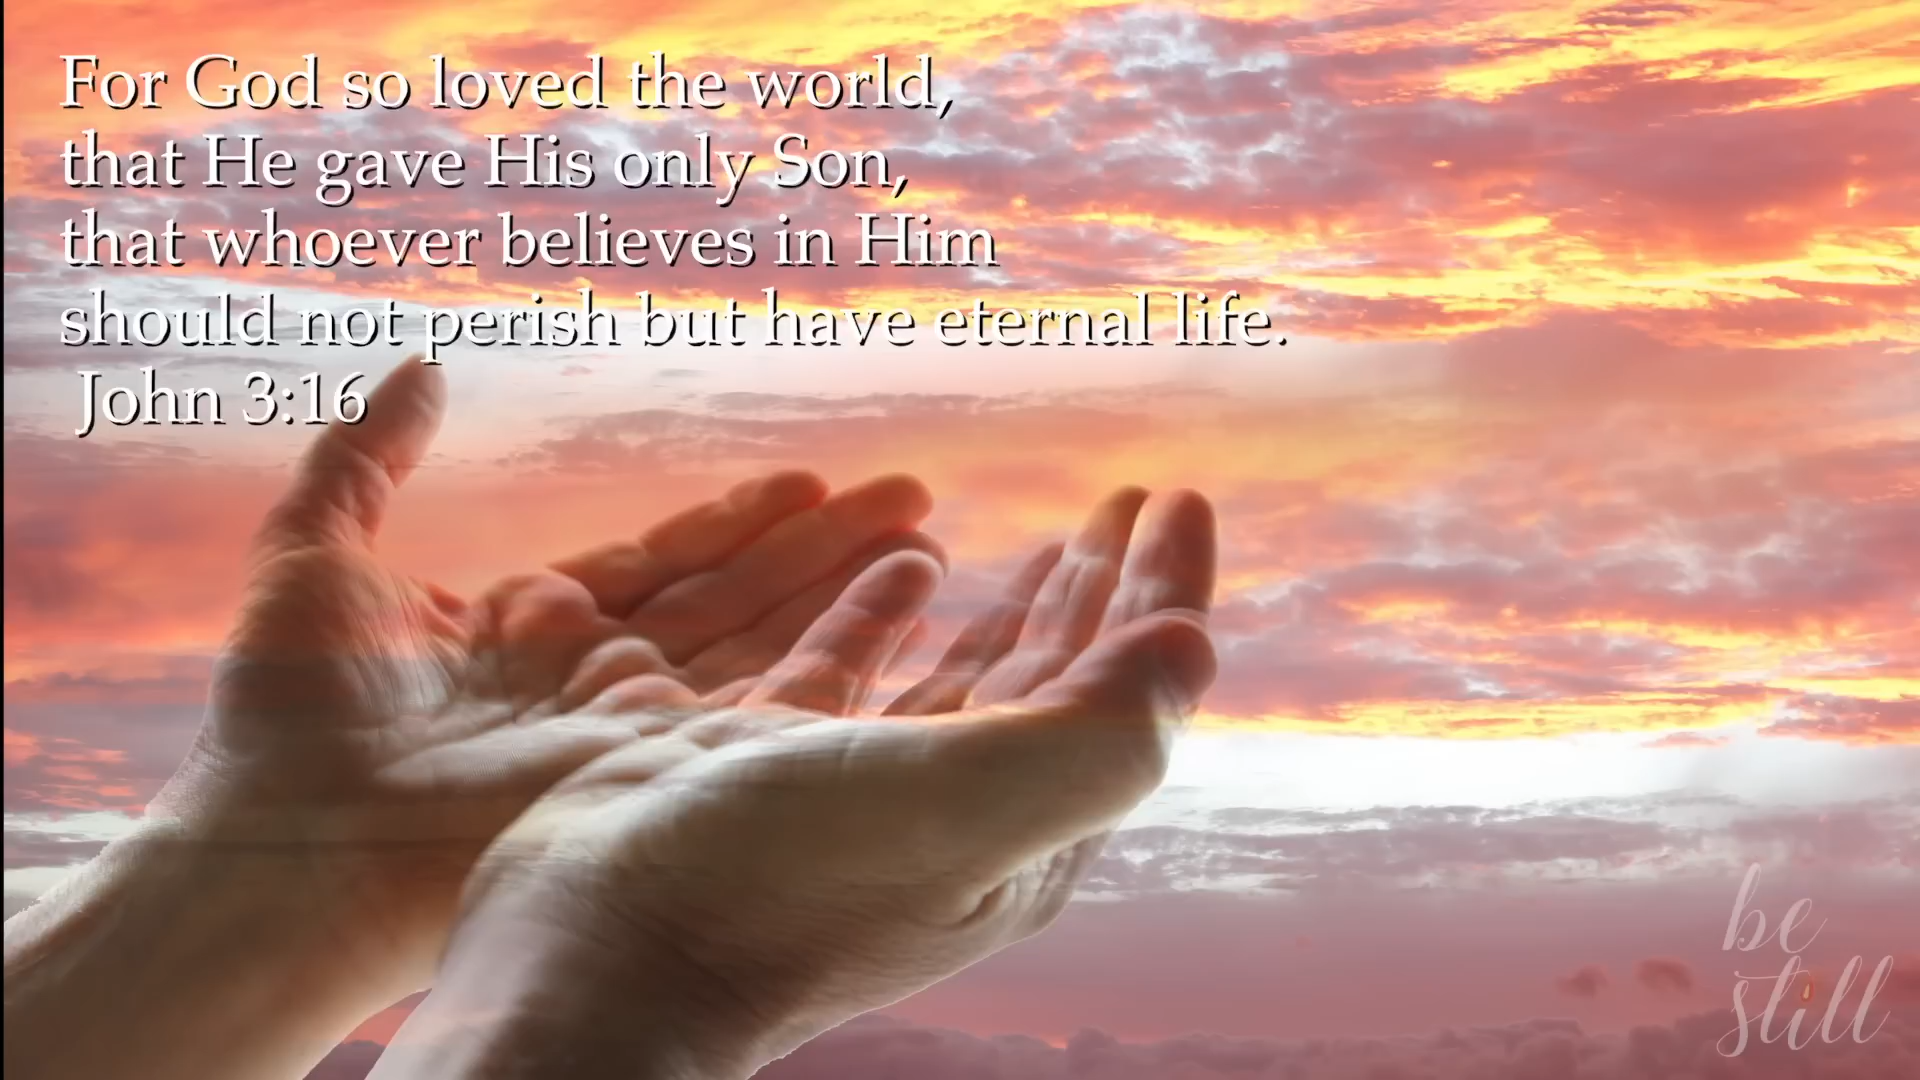 For God so loved the world,
that He gave His only Son,
that whoever believes in Him
should not perish but have eternal life.
John 3:16
be
still